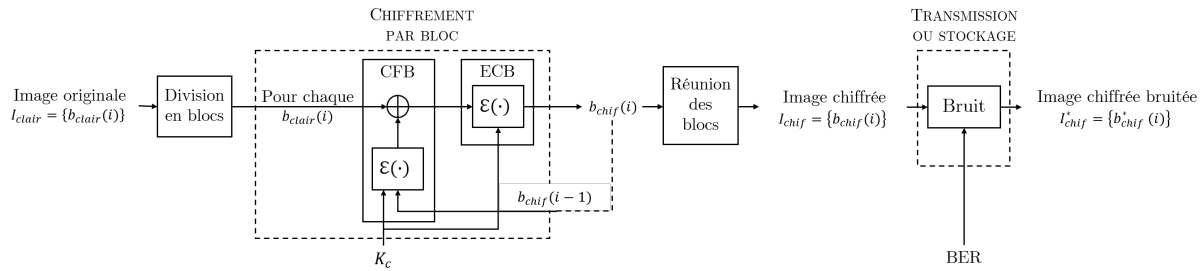 CHIFFREMENT
PAR BLOC
TRANSMISSION
OU STOCKAGE
CFB
ECB
Image originale
I_clair = {b_clair(i)}
Division
en blocs
Pour chaque
b_clair(i)
ℰ(·)
ℰ(·)
b_chif(i)
Réunion
des
blocs
Image chiffrée
I_chif = {b_chif(i)}
Bruit
Image chiffrée bruitée
I*_chif = {b*_chif (i)}
b_chif(i − 1)
K_c
BER